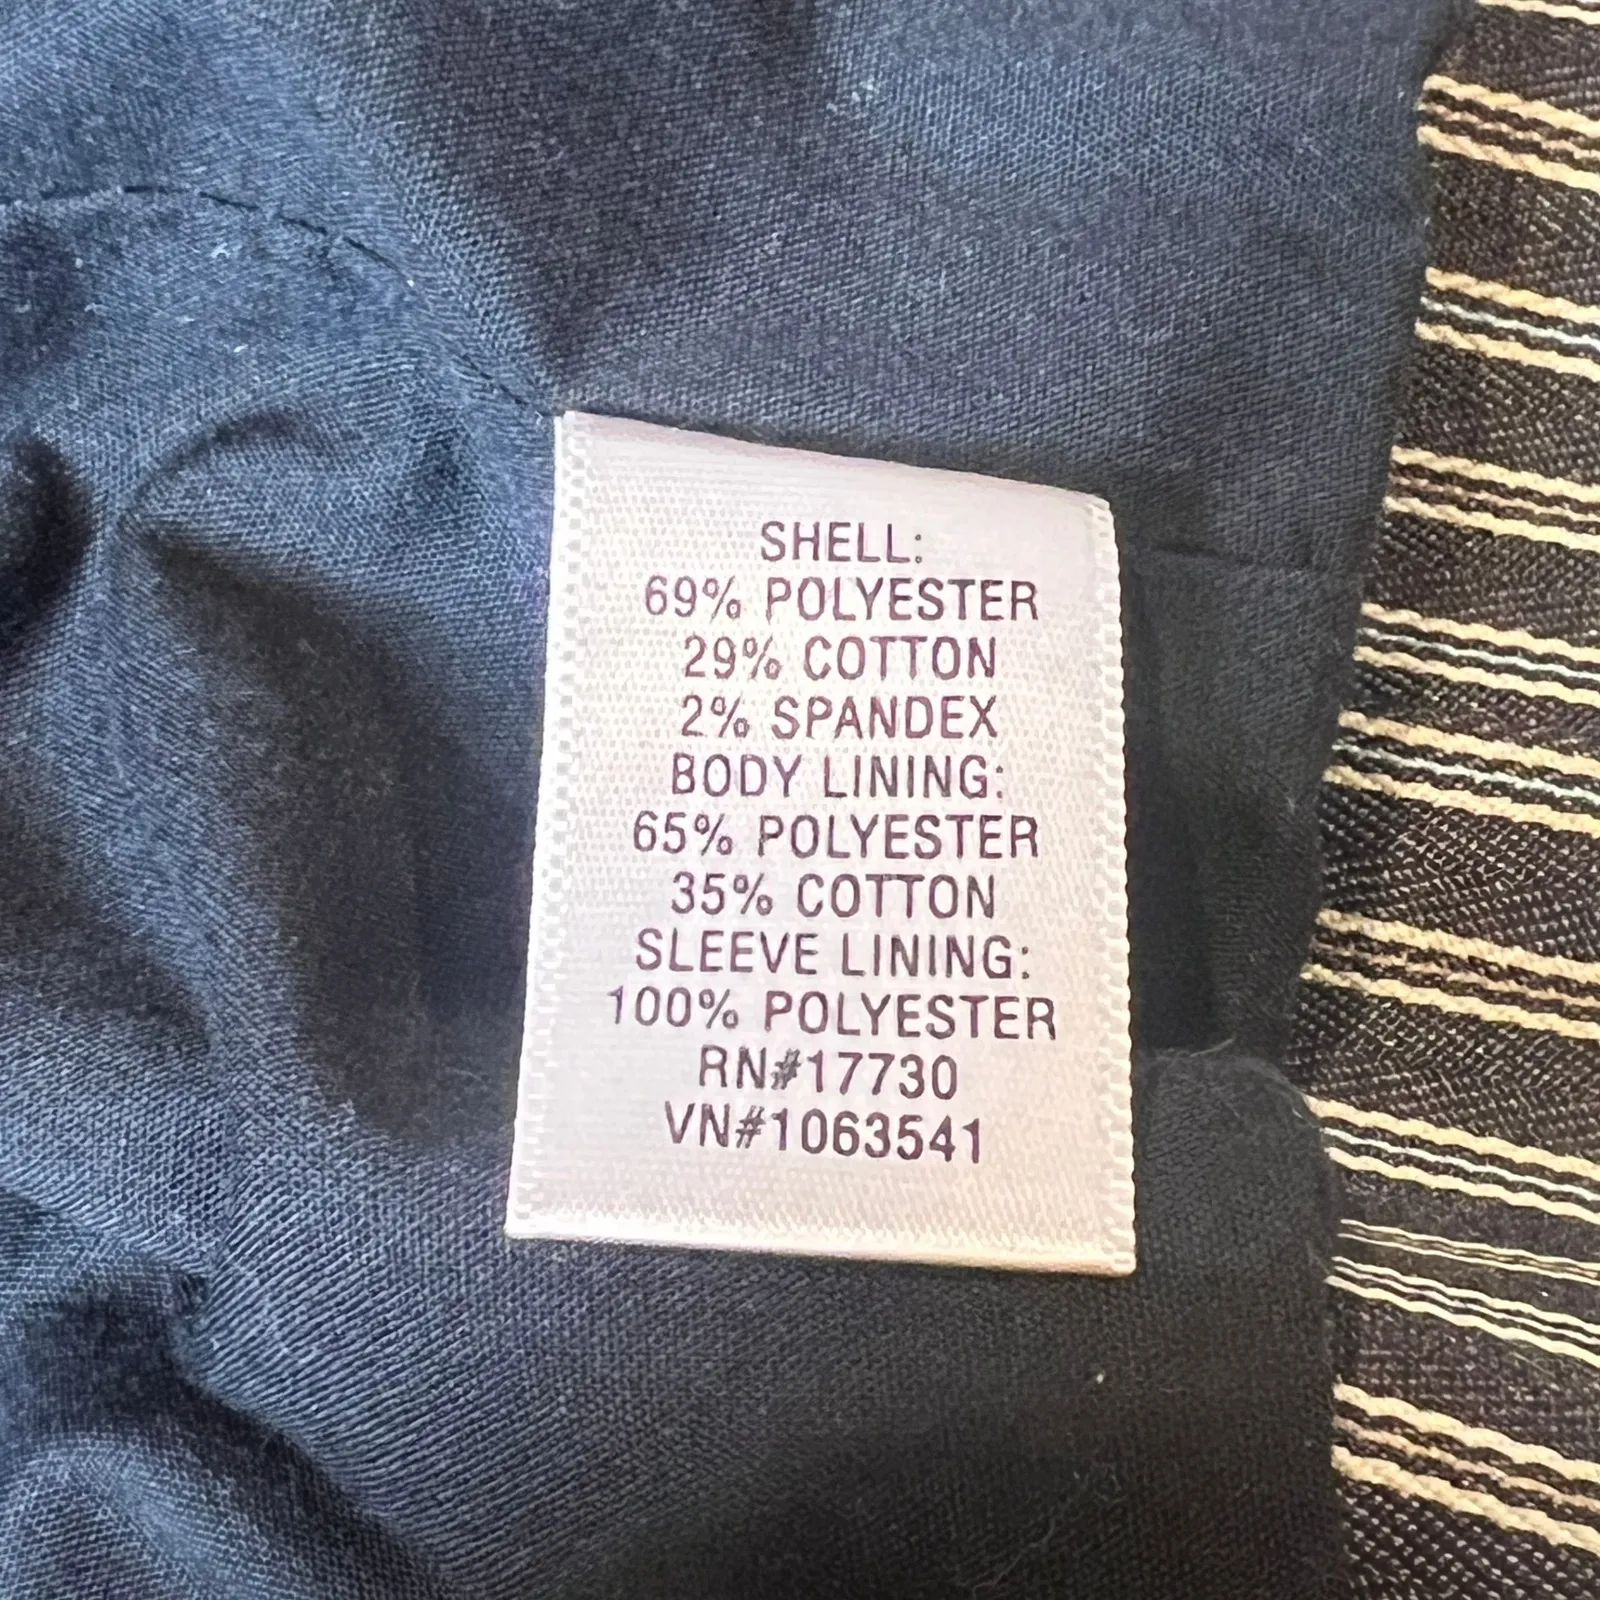 SHELL:
69% POLYESTER
29% COTTON
2% SPANDEX
BODY LINING:
65% POLYESTER
35% COTTON
SLEEVE LINING:
100% POLYESTER
RN#17730
VN#1063541